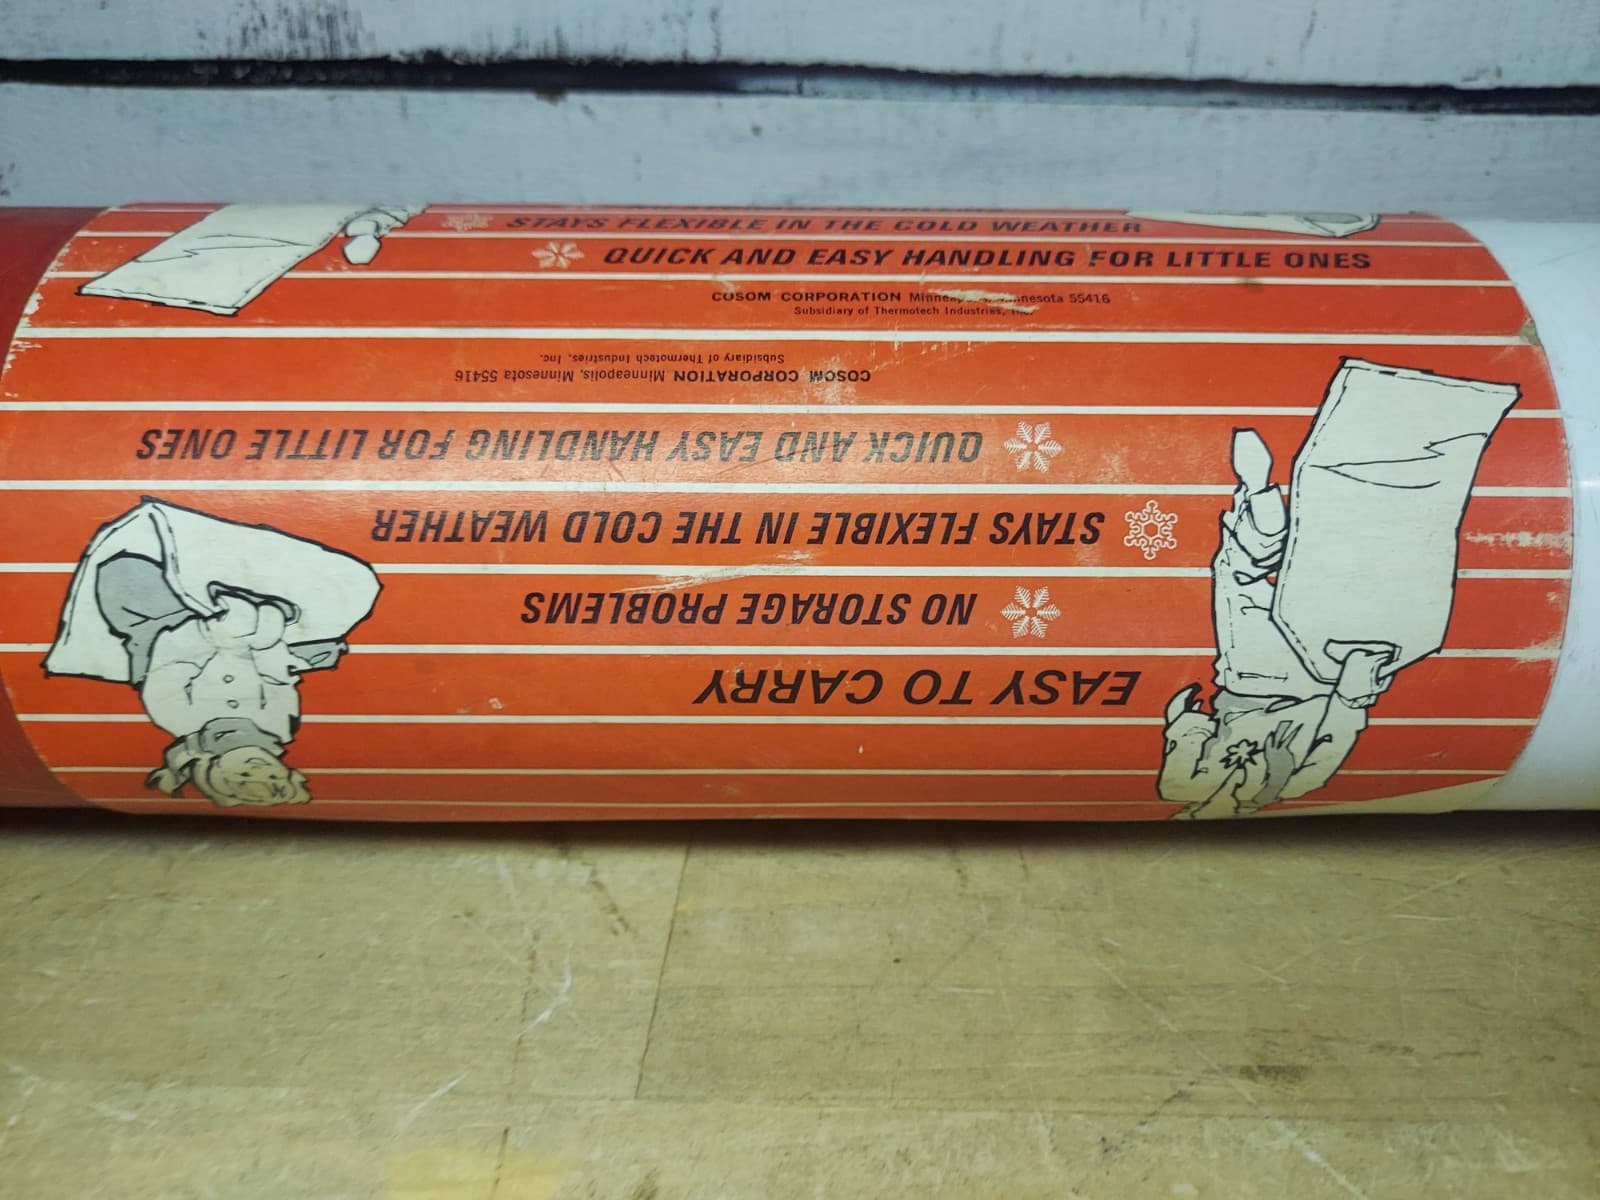 STAYS FLEXIBLE IN THE COLD WEATHER
QUICK AND EASY HANDLING FOR LITTLE ONES
COSOM CORPORATION 55416
Subsidiary of Thermotech Industries,
EASY TO CARRY
NO STORAGE PROBLEMS
STAYS FLEXIBLE IN THE COLD WEATHER
QUICK AND EASY HANDLING FOR LITTLE ONES
COSOM CORPORATION Minneapolis, Minnesota 55416
Subsidiary of Thermotech Industries, Inc.